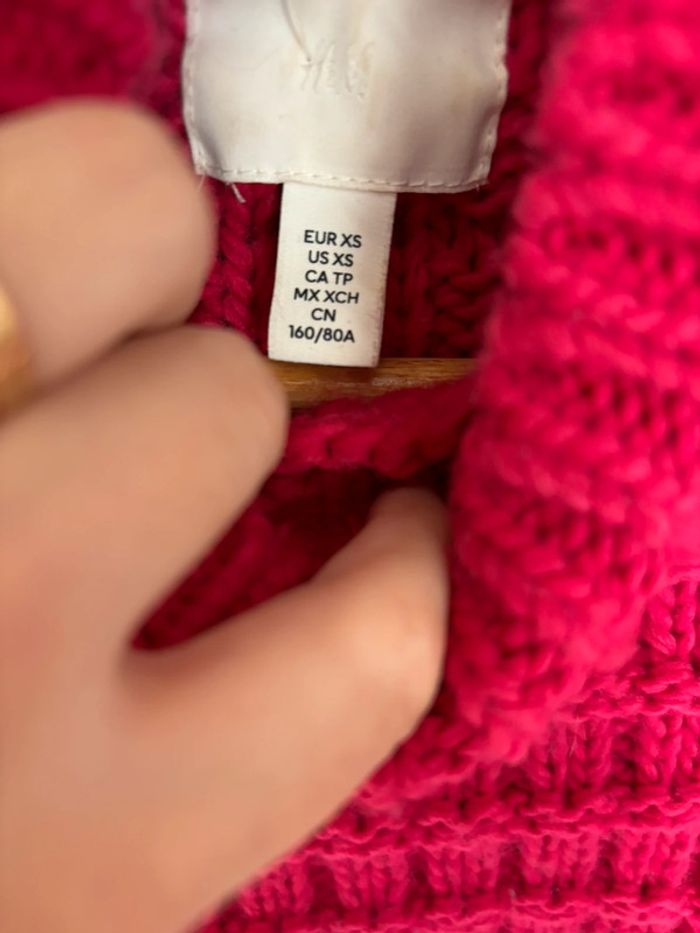 H&M
EUR XS
US XS
CA TP
MX XCH
CN
160/80A